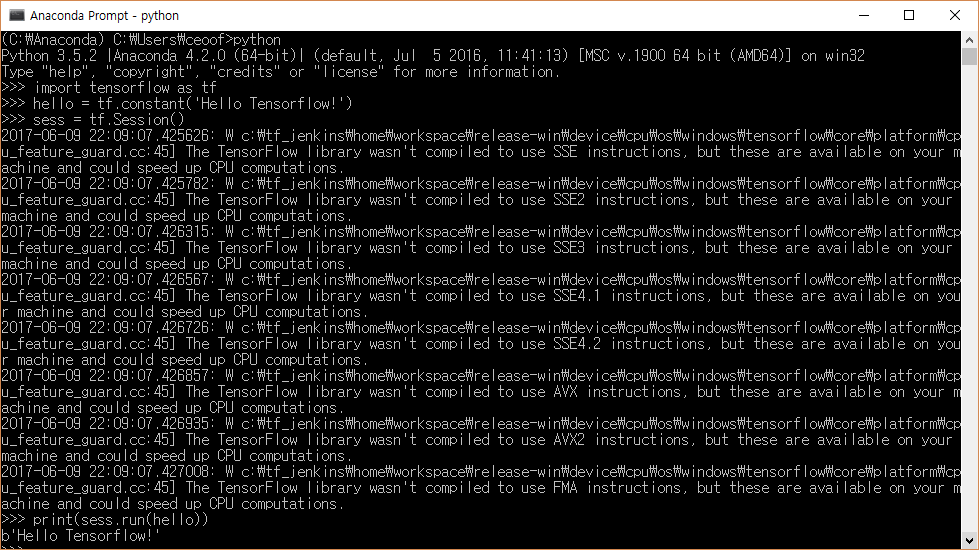 Anaconda Prompt - python
(C:₩Anaconda) C:₩Users₩ceoof>python
Python 3.5.2 |Anaconda 4.2.0 (64-bit)| (default, Jul  5 2016, 11:41:13) [MSC v.1900 64 bit (AMD64)] on win32
Type "help", "copyright", "credits" or "license" for more information.
>>> import tensorflow as tf
>>> hello = tf.constant('Hello Tensorflow!')
>>> sess = tf.Session()
2017-06-09 22:09:07.425626: W c:₩tf_jenkins₩home₩workspace₩release-win₩device₩cpu₩os₩windows₩tensorflow₩core₩platform₩cp
u_feature_guard.cc:45] The TensorFlow library wasn't compiled to use SSE instructions, but these are available on your m
achine and could speed up CPU computations.
2017-06-09 22:09:07.425782: W c:₩tf_jenkins₩home₩workspace₩release-win₩device₩cpu₩os₩windows₩tensorflow₩core₩platform₩cp
u_feature_guard.cc:45] The TensorFlow library wasn't compiled to use SSE2 instructions, but these are available on your
machine and could speed up CPU computations.
2017-06-09 22:09:07.426315: W c:₩tf_jenkins₩home₩workspace₩release-win₩device₩cpu₩os₩windows₩tensorflow₩core₩platform₩cp
u_feature_guard.cc:45] The TensorFlow library wasn't compiled to use SSE3 instructions, but these are available on your
machine and could speed up CPU computations.
2017-06-09 22:09:07.426567: W c:₩tf_jenkins₩home₩workspace₩release-win₩device₩cpu₩os₩windows₩tensorflow₩core₩platform₩cp
u_feature_guard.cc:45] The TensorFlow library wasn't compiled to use SSE4.1 instructions, but these are available on you
r machine and could speed up CPU computations.
2017-06-09 22:09:07.426726: W c:₩tf_jenkins₩home₩workspace₩release-win₩device₩cpu₩os₩windows₩tensorflow₩core₩platform₩cp
u_feature_guard.cc:45] The TensorFlow library wasn't compiled to use SSE4.2 instructions, but these are available on you
r machine and could speed up CPU computations.
2017-06-09 22:09:07.426857: W c:₩tf_jenkins₩home₩workspace₩release-win₩device₩cpu₩os₩windows₩tensorflow₩core₩platform₩cp
u_feature_guard.cc:45] The TensorFlow library wasn't compiled to use AVX instructions, but these are available on your m
achine and could speed up CPU computations.
2017-06-09 22:09:07.426935: W c:₩tf_jenkins₩home₩workspace₩release-win₩device₩cpu₩os₩windows₩tensorflow₩core₩platform₩cp
u_feature_guard.cc:45] The TensorFlow library wasn't compiled to use AVX2 instructions, but these are available on your
machine and could speed up CPU computations.
2017-06-09 22:09:07.427008: W c:₩tf_jenkins₩home₩workspace₩release-win₩device₩cpu₩os₩windows₩tensorflow₩core₩platform₩cp
u_feature_guard.cc:45] The TensorFlow library wasn't compiled to use FMA instructions, but these are available on your m
achine and could speed up CPU computations.
>>> print(sess.run(hello))
b'Hello Tensorflow!'
>>>